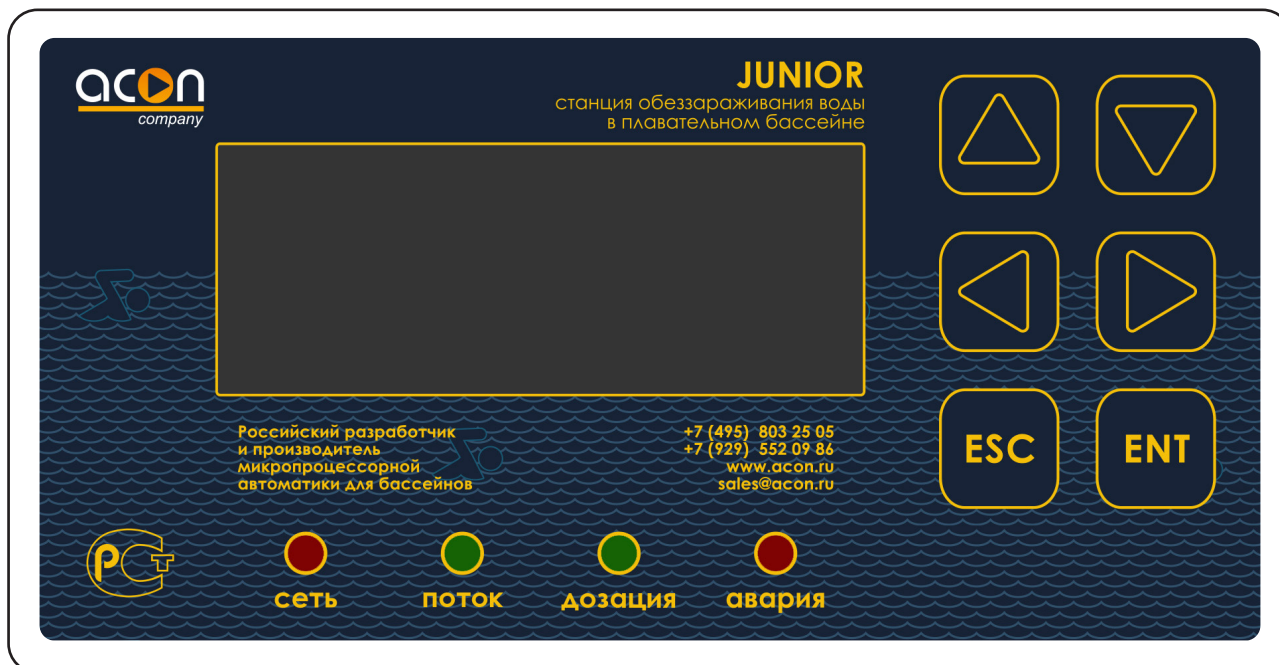 acon
company
JUNIOR
станция обеззараживания воды
в плавательном бассейне
Российский разработчик
и производитель
микропроцессорной
автоматики для бассейнов
+7 (495) 803 25 05
+7 (929) 552 09 86
www.acon.ru
sales@acon.ru
ESC
ENT
РСТ
сеть
поток
дозация
авария